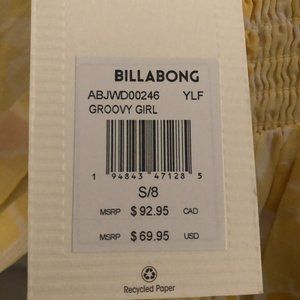 BILLABONG
ABJWD00246 YLF
GROOVY GIRL
1 94843 47128 5
S/8
MSRP $ 92.95 CAD
MSRP $ 69.95 USD
Recycled Paper